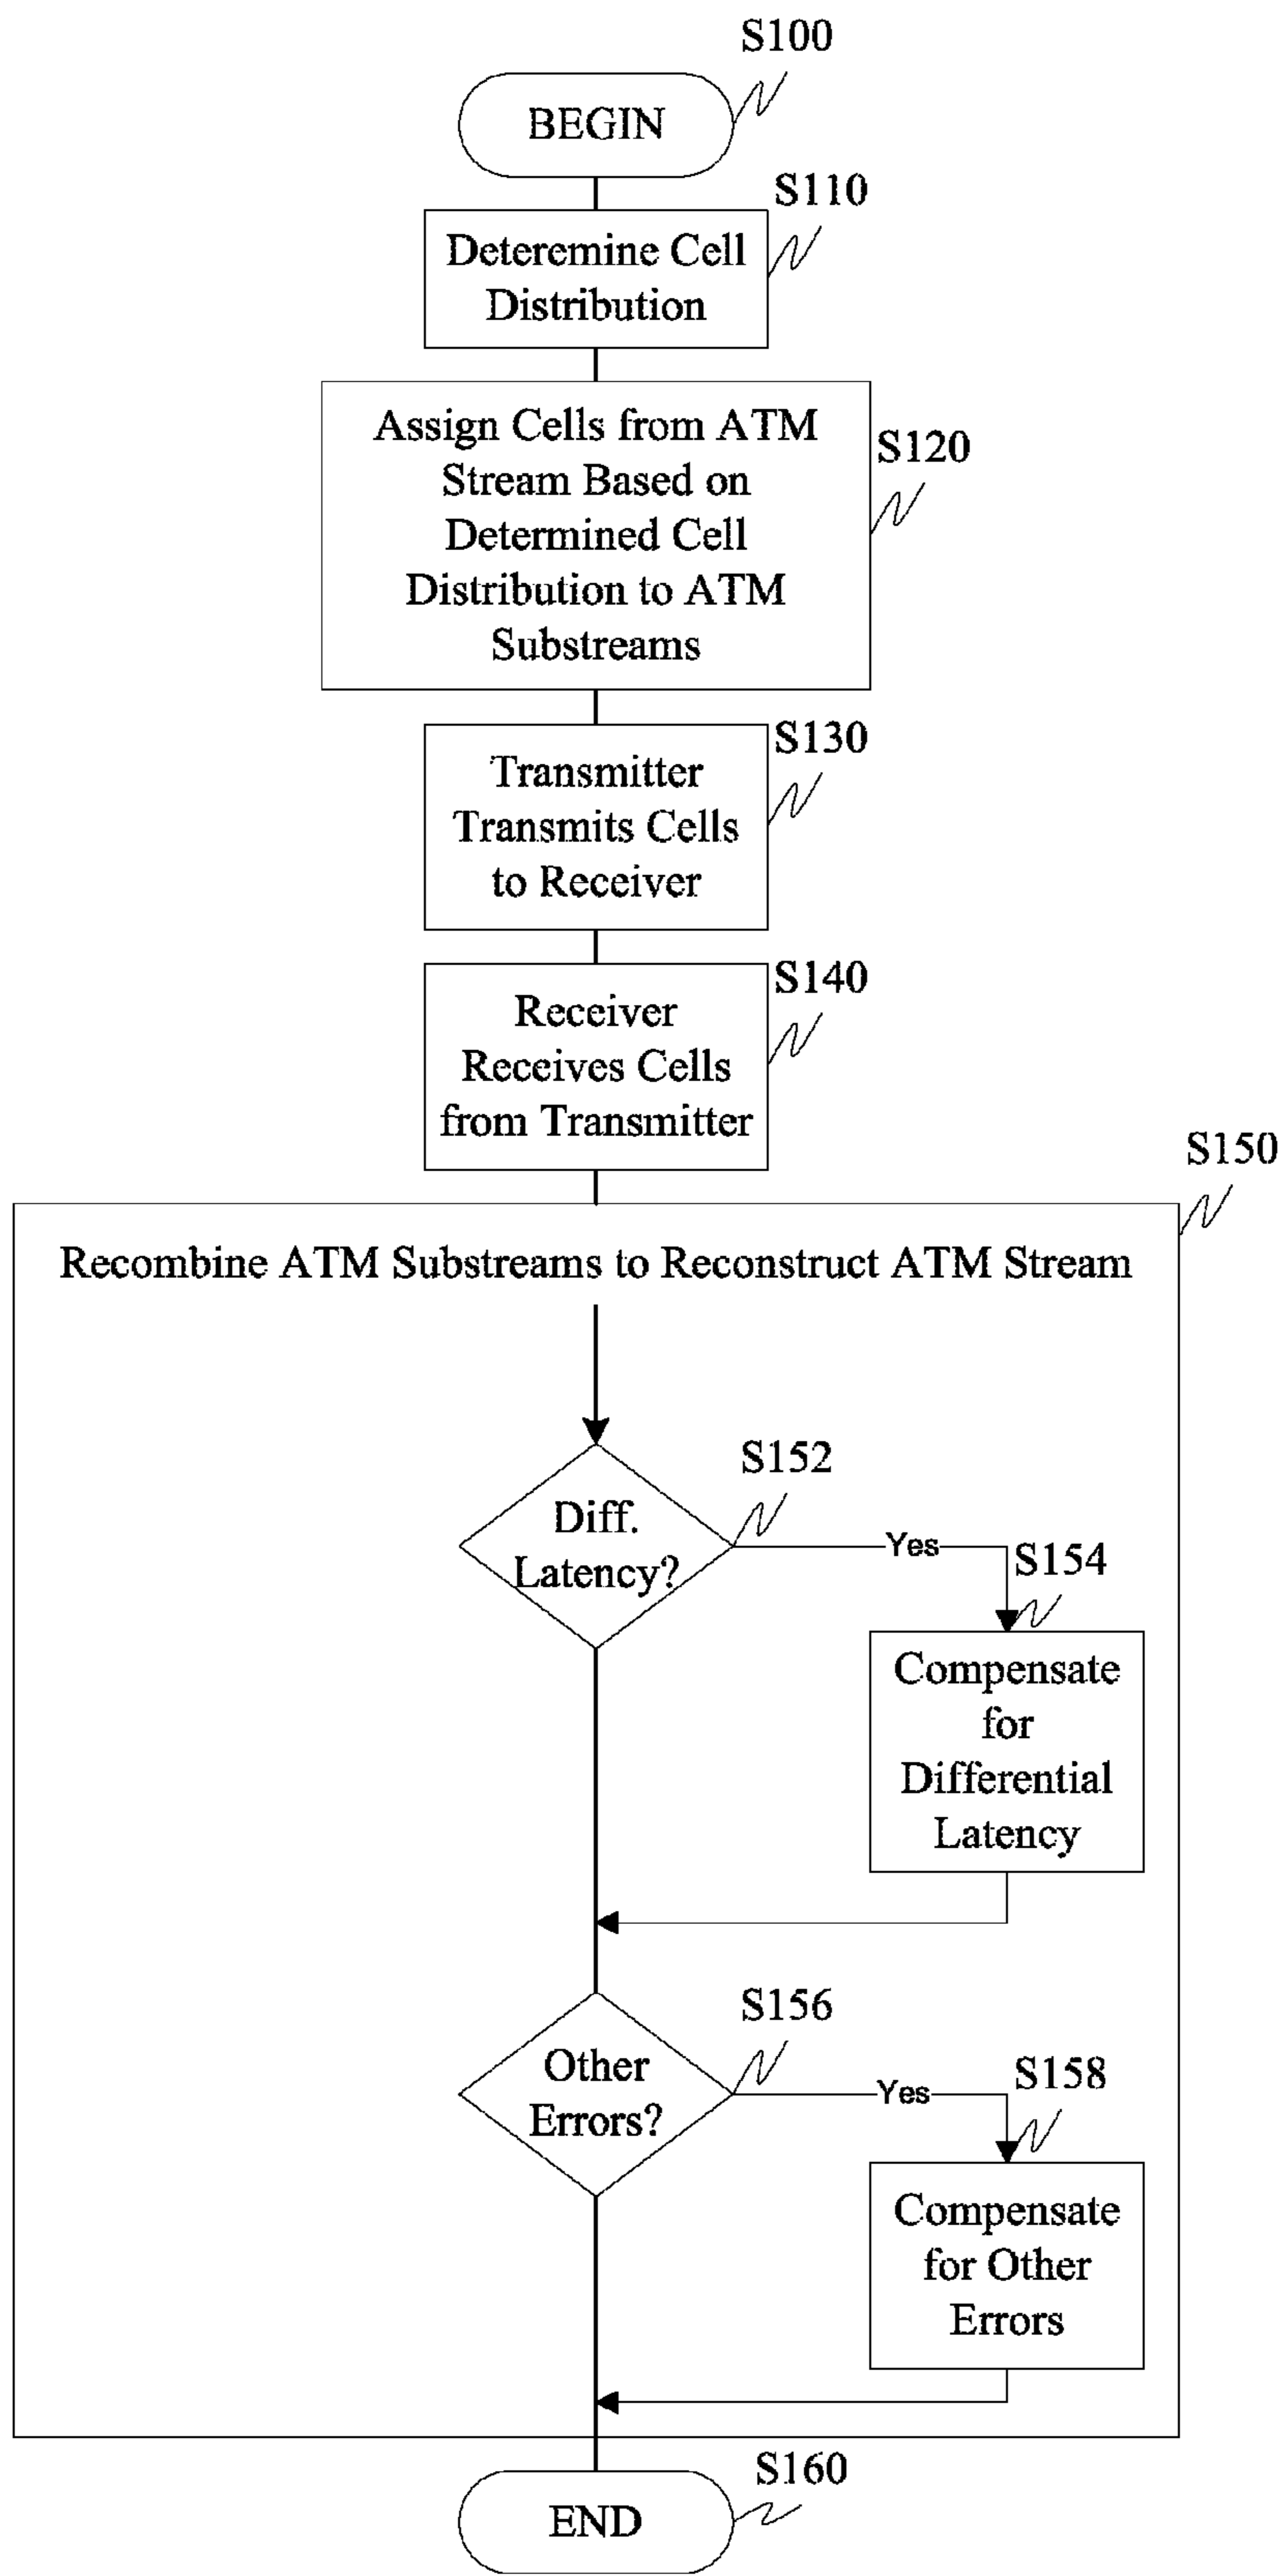 S100
BEGIN
S110
Deteremine Cell
Distribution
Assign Cells from ATM
Stream Based on
Determined Cell
Distribution to ATM
Substreams
S120
S130
Transmitter
Transmits Cells
to Receiver
S140
Receiver
Receives Cells
from Transmitter
S150
Recombine ATM Substreams to Reconstruct ATM Stream
S152
Diff.
Latency?
Yes
S154
Compensate
for
Differential
Latency
S156
Other
Errors?
Yes
S158
Compensate
for Other
Errors
S160
END